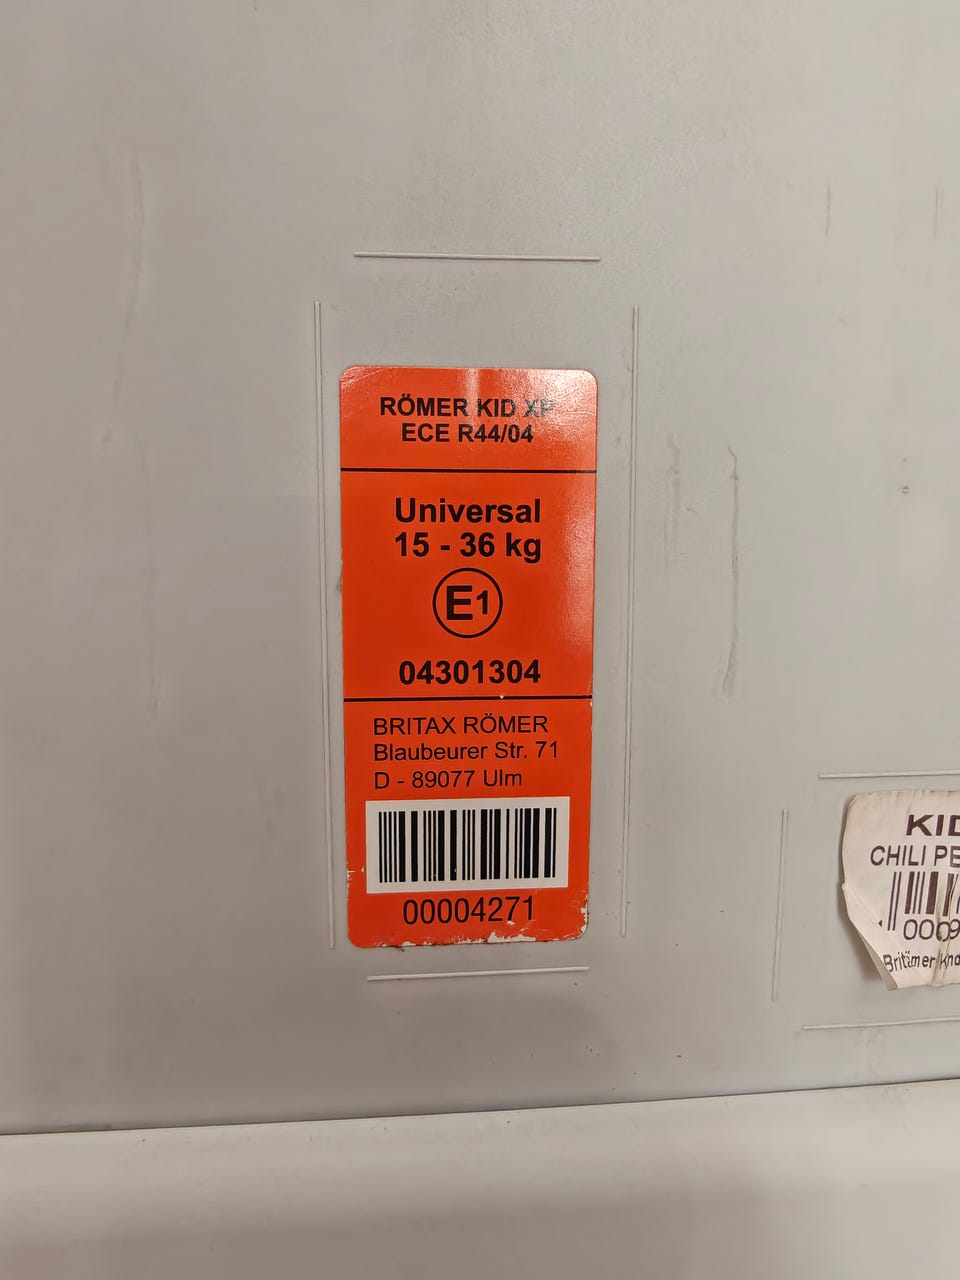 RÖMER KID XP
ECE R44/04
Universal
15 - 36 kg
E1
04301304
BRITAX RÖMER
Blaubeurer Str. 71
D - 89077 Ulm
00004271
KID
CHILI PE
0009